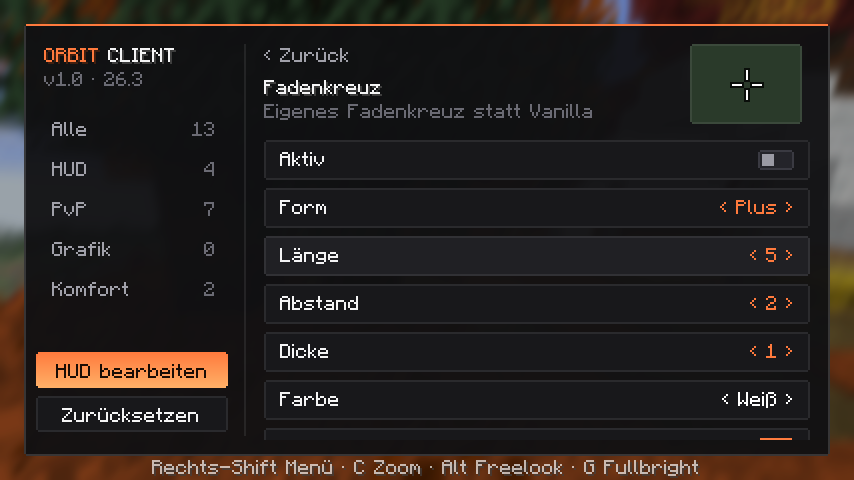 ORBIT CLIENT
v1.0 · 26.3
Alle 13
HUD 4
PvP 7
Grafik 0
Komfort 2
HUD bearbeiten
Zurücksetzen
‹ Zurück
Fadenkreuz
Eigenes Fadenkreuz statt Vanilla
Aktiv
Form ‹ Plus ›
Länge ‹ 5 ›
Abstand ‹ 2 ›
Dicke ‹ 1 ›
Farbe ‹ Weiß ›
Rechts-Shift Menü · C Zoom · Alt Freelook · G Fullbright